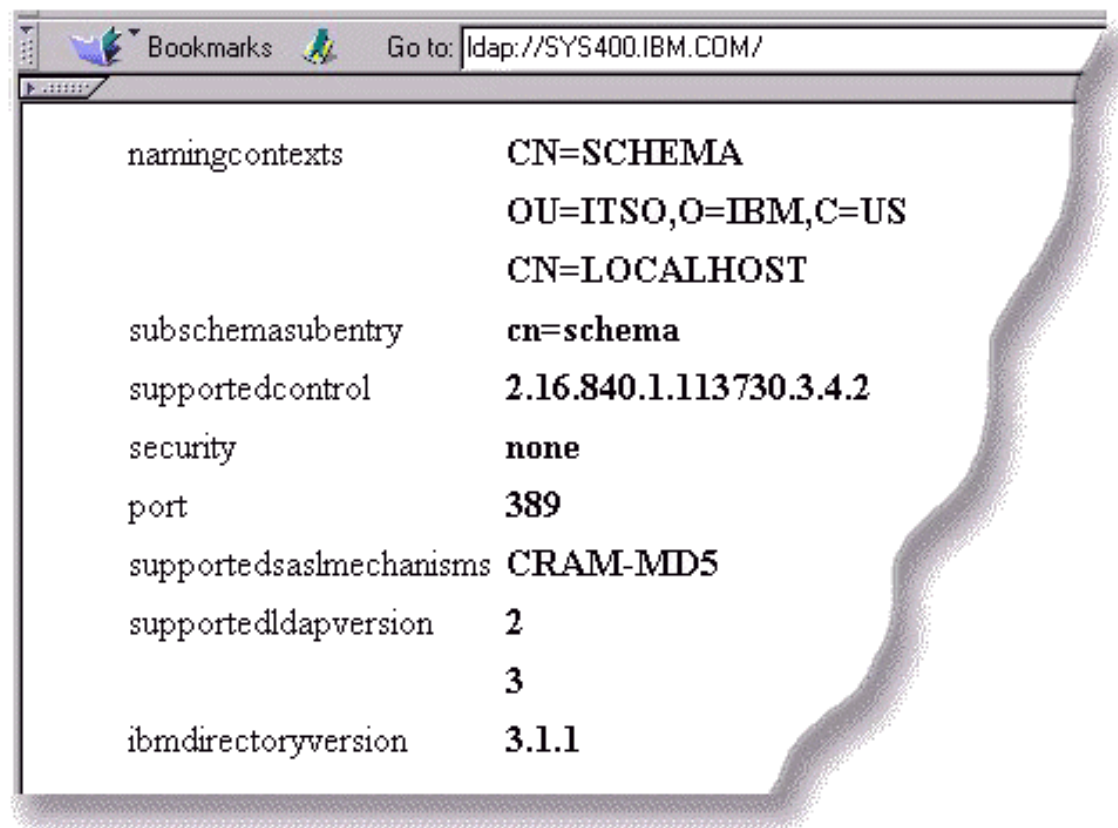 Bookmarks Go to: ldap://SYS400.IBM.COM/
namingcontexts CN=SCHEMA
OU=ITSO,O=IBM,C=US
CN=LOCALHOST
subschemasubentry cn=schema
supportedcontrol 2.16.840.1.113730.3.4.2
security none
port 389
supportedsaslmechanisms CRAM-MD5
supportedldapversion 2
3
ibmdirectoryversion 3.1.1